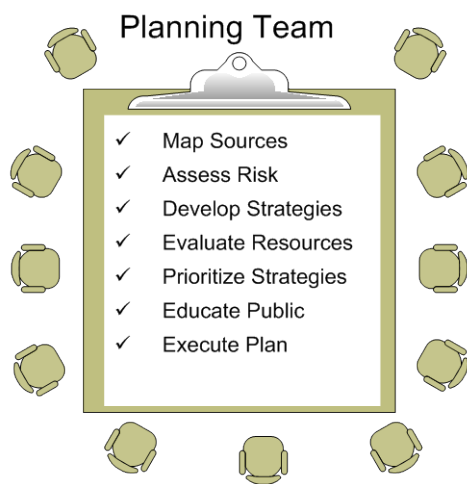 Planning Team
✓ Map Sources
✓ Assess Risk
✓ Develop Strategies
✓ Evaluate Resources
✓ Prioritize Strategies
✓ Educate Public
✓ Execute Plan